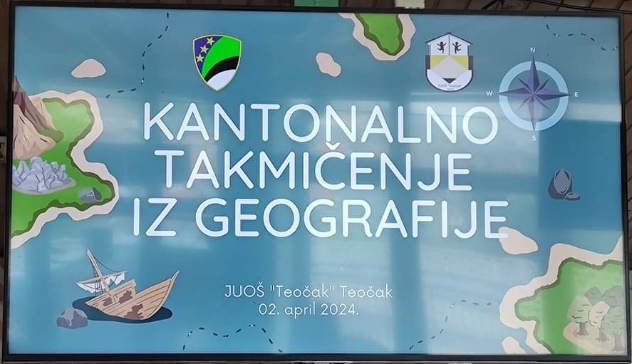 KANTONALNO
TAKMIČENJE
IZ GEOGRAFIJE
JUOŠ "Teočak" Teočak
02. april 2024.
N
W
E
S